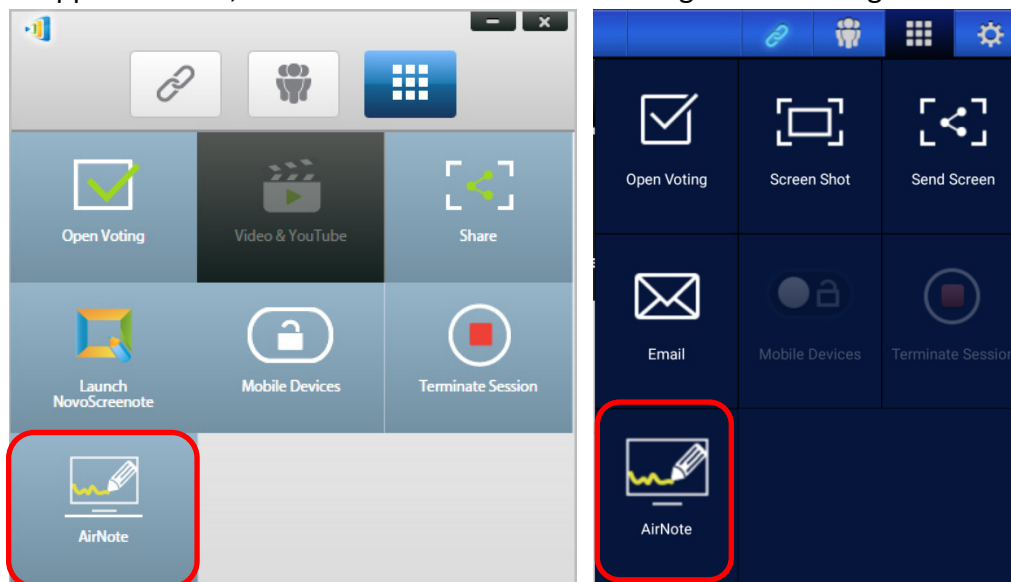 Open Voting
Video & YouTube
Share
Launch
NovoScreenote
Mobile Devices
Terminate Session
AirNote
Open Voting
Screen Shot
Send Screen
Email
Mobile Devices
Terminate Session
AirNote